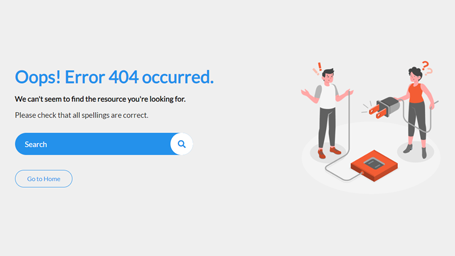 Oops! Error 404 occurred.
We can't seem to find the resource you're looking for.
Please check that all spellings are correct.
Search
Go to Home